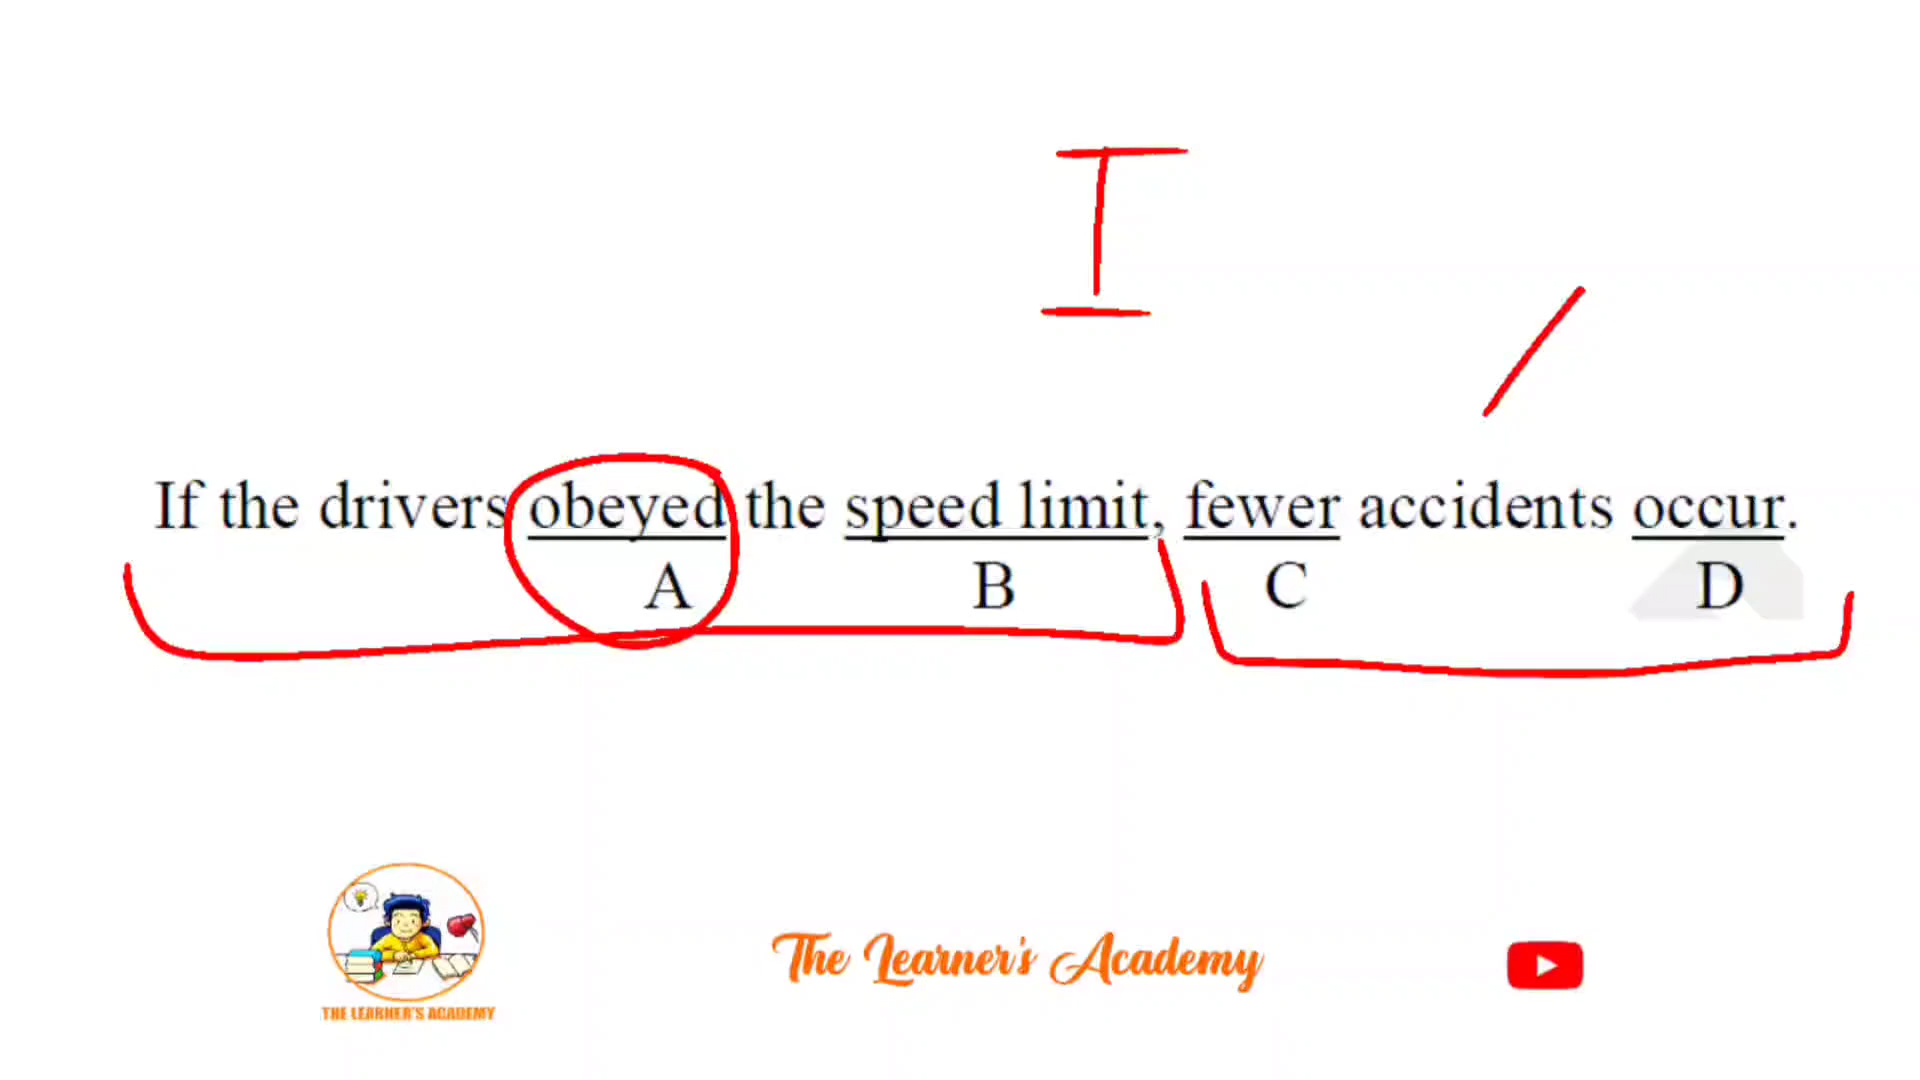 I
If the drivers obeyed the speed limit, fewer accidents occur.
A B C D
The Learner's Academy
THE LEARNER'S ACADEMY